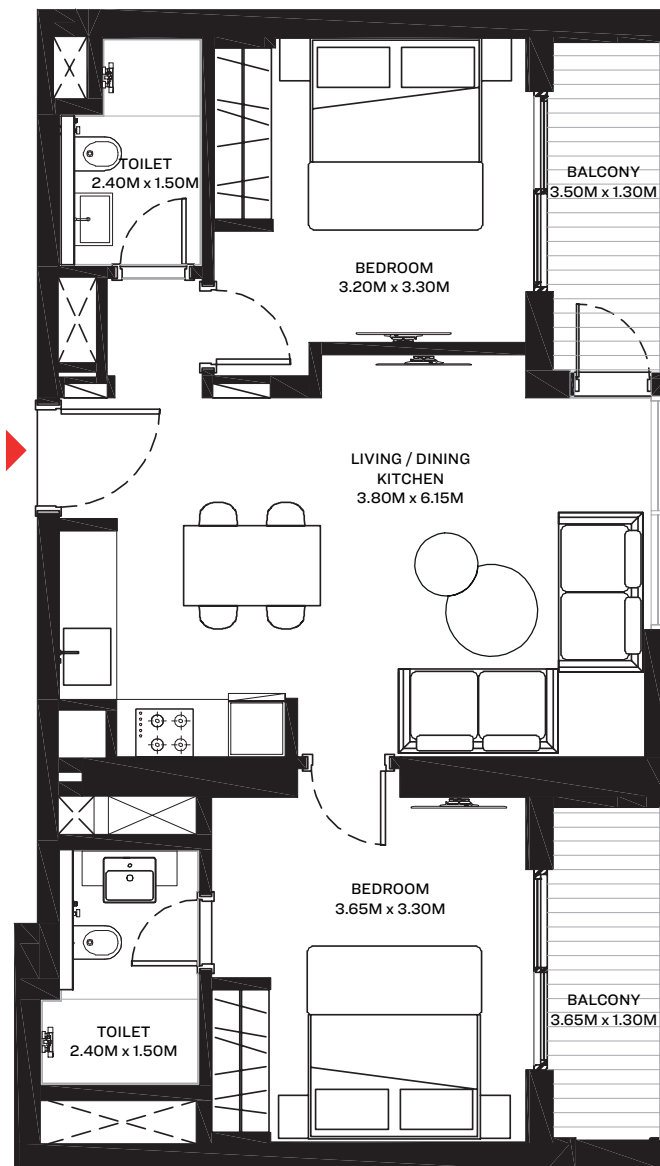 TOILET
2.40M x 1.50M
BALCONY
3.50M x 1.30M
BEDROOM
3.20M x 3.30M
LIVING / DINING
KITCHEN
3.80M x 6.15M
BEDROOM
3.65M x 3.30M
BALCONY
3.65M x 1.30M
TOILET
2.40M x 1.50M